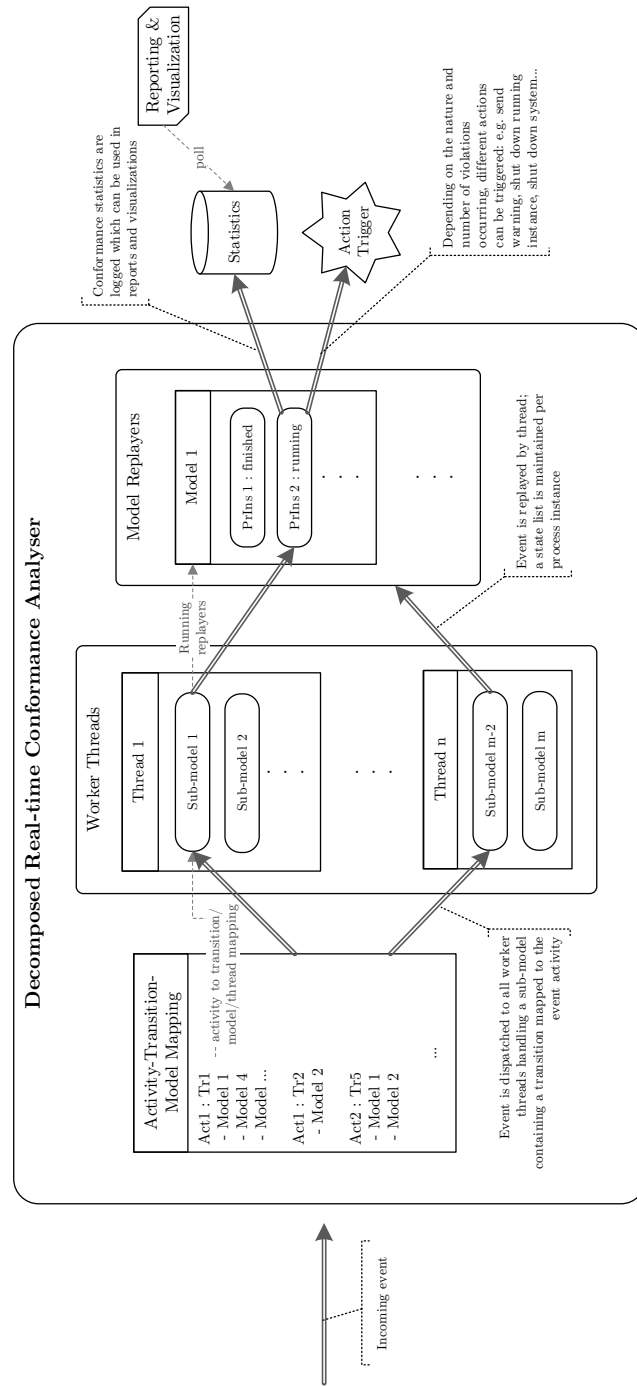 Decomposed Real-time Conformance Analyser
Incoming event
Activity-Transition-
Model Mapping
Act1 : Tr1
- Model 1
- Model 4
- Model ...
Act1 : Tr2
- Model 2
Act2 : Tr5
- Model 1
- Model 2
...
-- activity to transition/
model/thread mapping
Event is dispatched to all worker
threads handling a sub-model
containing a transition mapped to the
event activity
Worker Threads
Thread 1
Sub-model 1
Sub-model 2
. . .
. . .
Thread n
Sub-model m-2
Sub-model m
Running
replayers
Model Replayers
Model 1
PrIns 1 : finished
PrIns 2 : running
. . .
. . .
Event is replayed by thread;
a state list is maintained per
process instance
Conformance statistics are
logged which can be used in
reports and visualizations
Statistics
poll
Reporting &
Visualization
Action
Trigger
Depending on the nature and
number of violations
occurring, different actions
can be triggered: e.g. send
warning, shut down running
instance, shut down system...